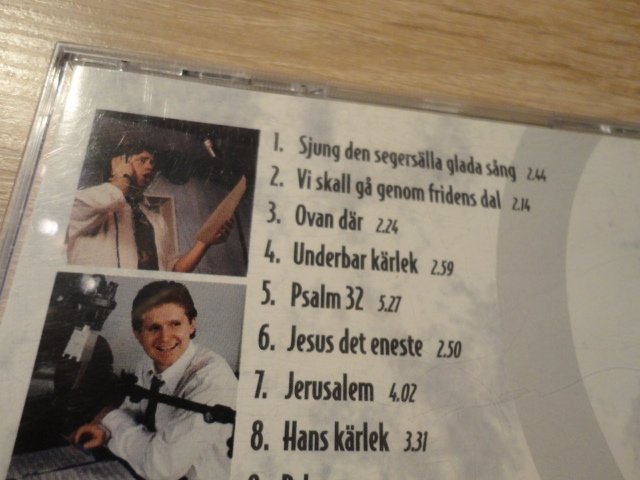 1. Sjung den segersälla glada sång 2.44
2. Vi skall gå genom fridens dal 2.14
3. Ovan där 2.24
4. Underbar kärlek 2.59
5. Psalm 32 5.27
6. Jesus det eneste 2.50
7. Jerusalem 4.02
8. Hans kärlek 3.31